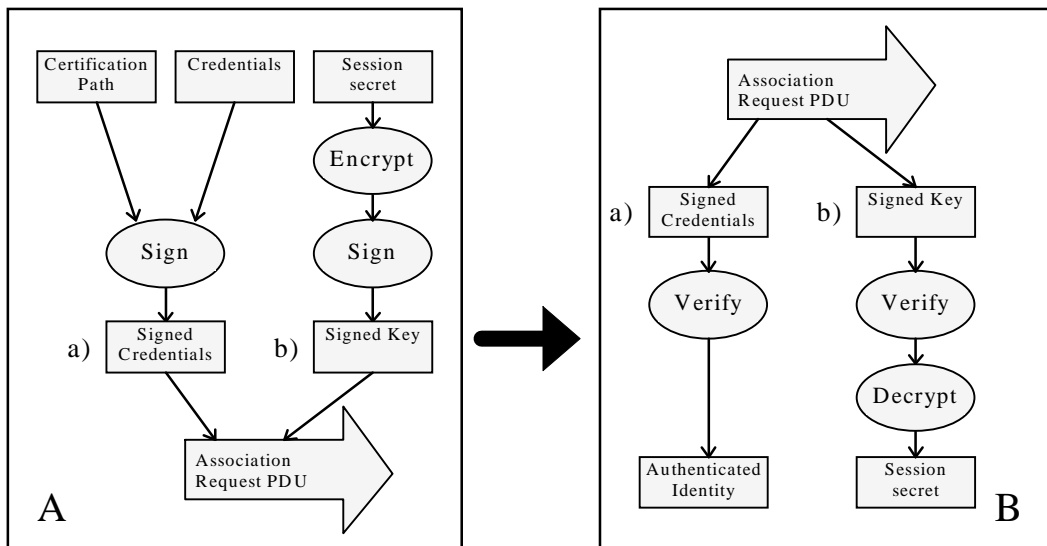 Certification
Path
Credentials
Session
secret
Encrypt
Sign
Sign
a)
Signed
Credentials
b)
Signed Key
Association
Request PDU
A
Association
Request PDU
a)
Signed
Credentials
b)
Signed Key
Verify
Verify
Decrypt
Authenticated
Identity
Session
secret
B